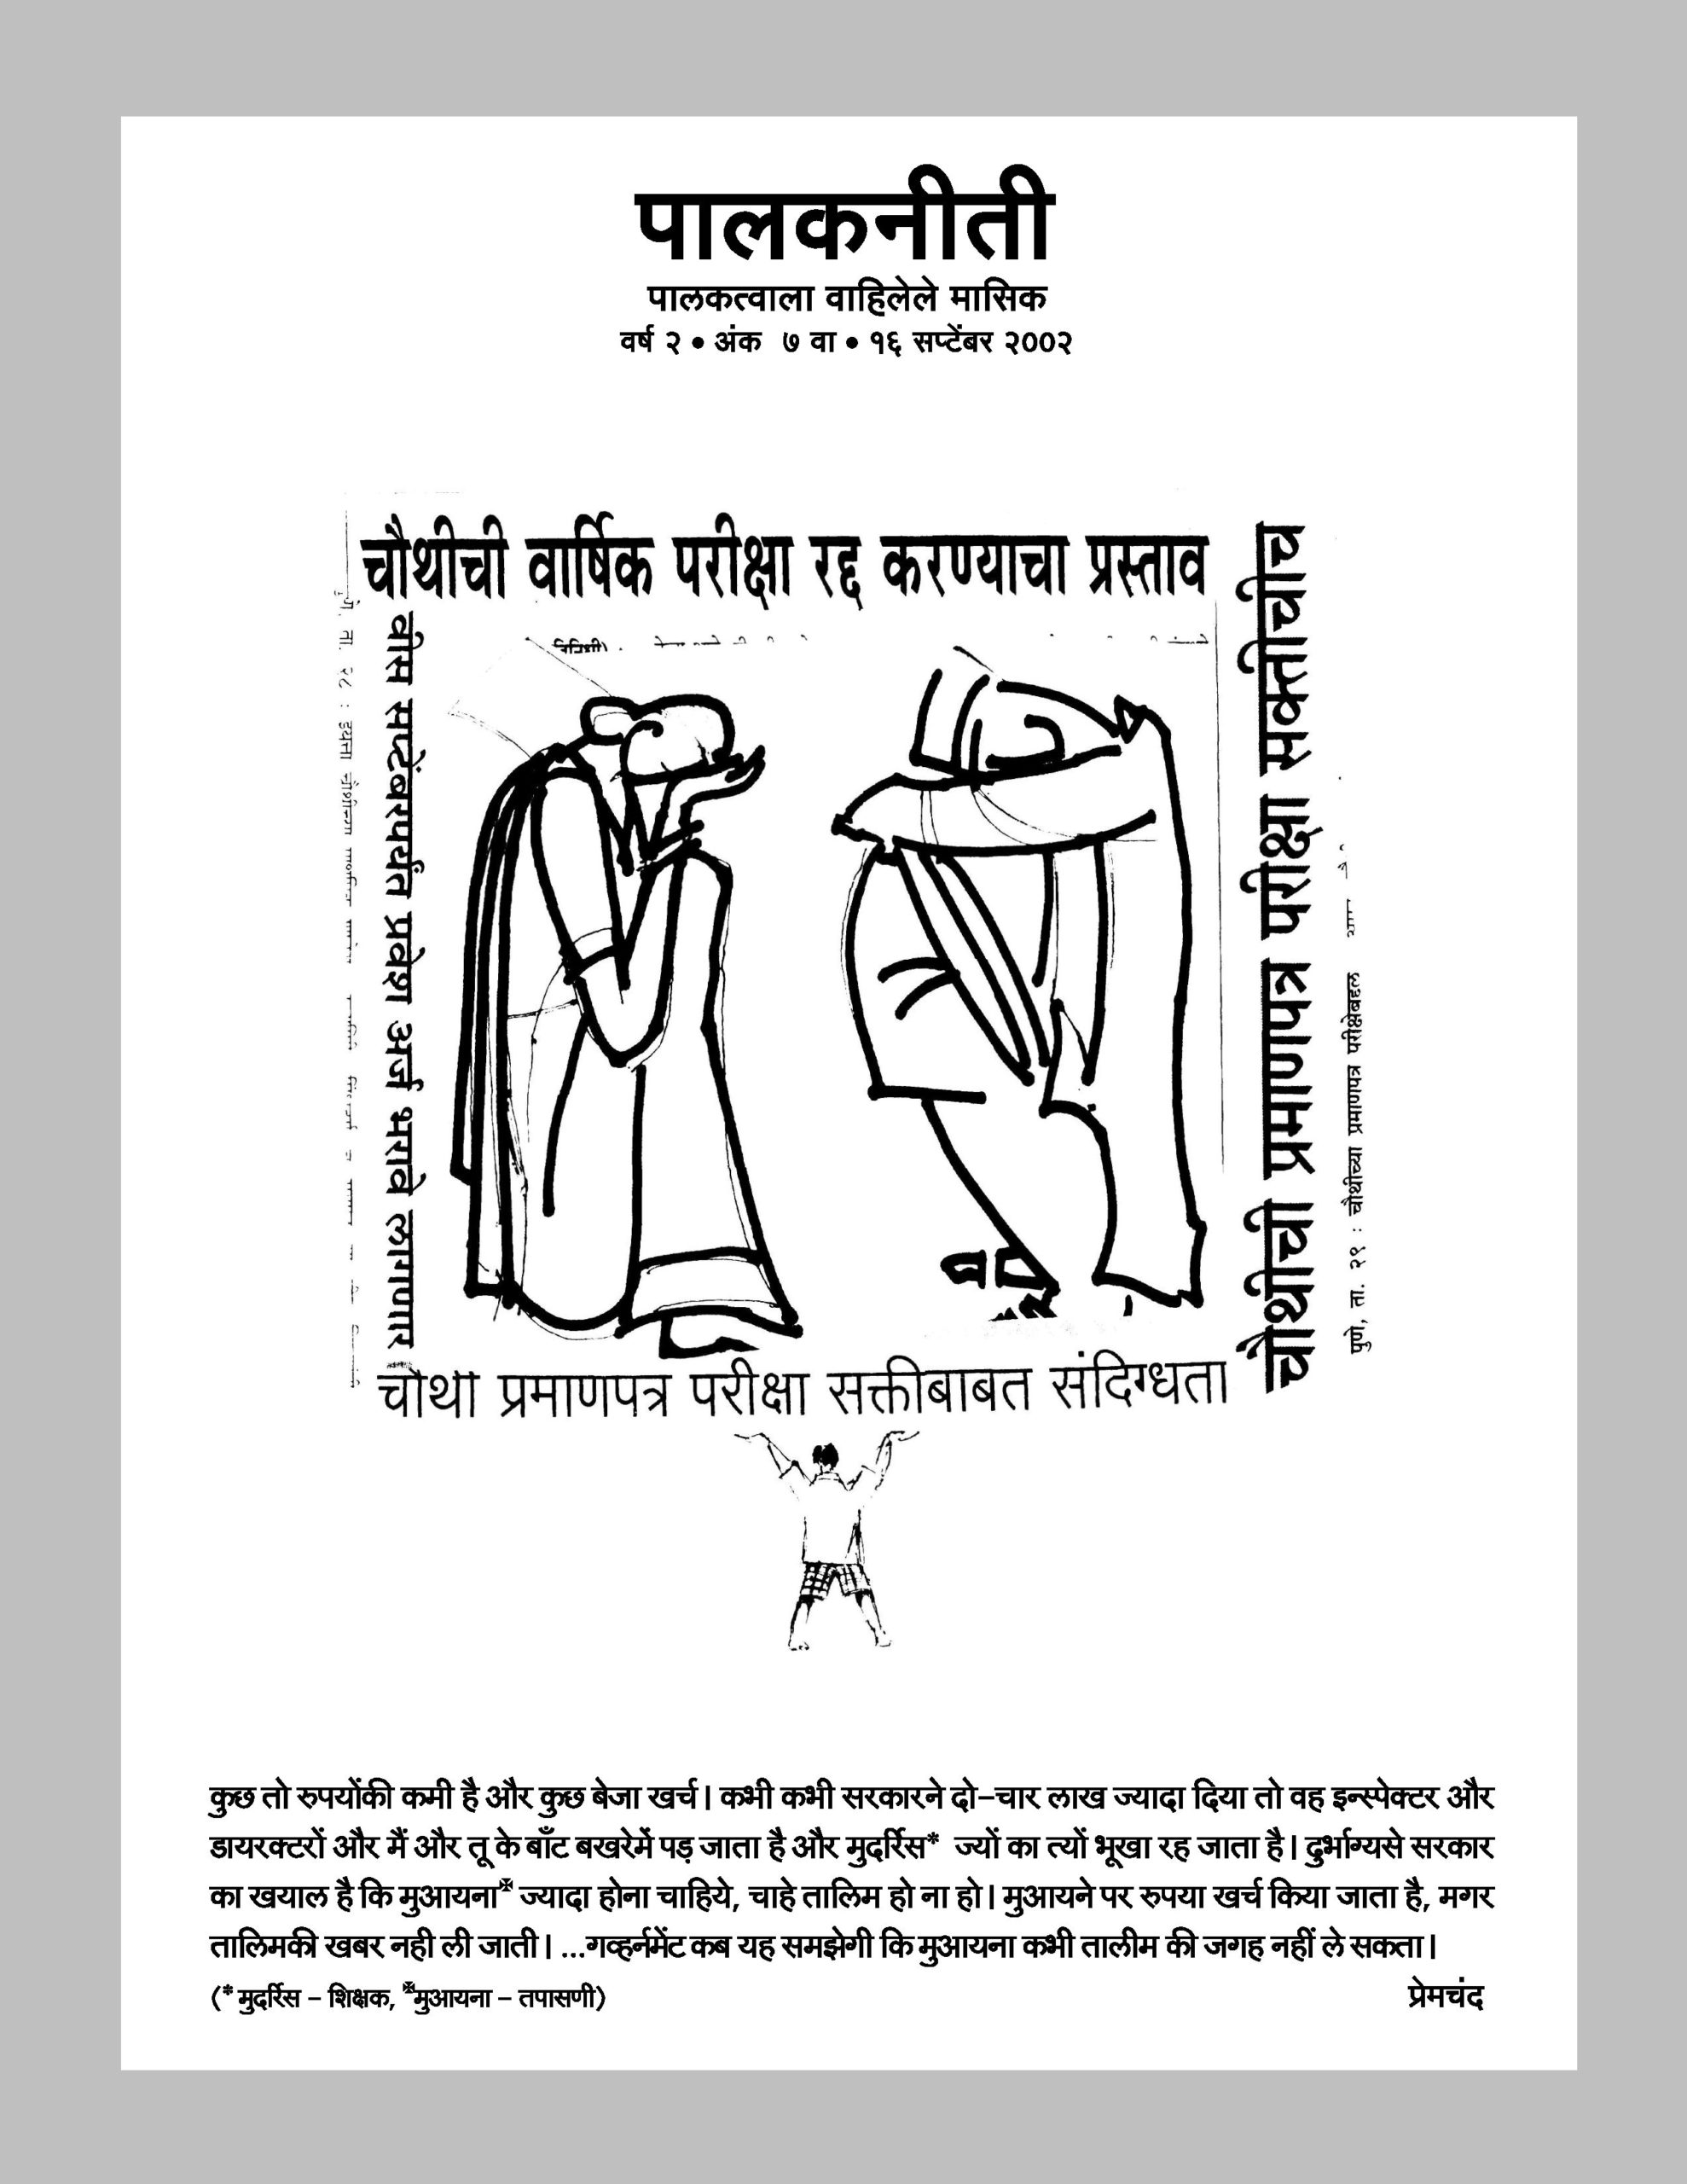 पालकनीती
पालकत्वाला वाहिलेले मासिक
वर्ष २ • अंक ७ वा • १६ सप्टेंबर २००२
चौथीची वार्षिक परीक्षा रद्द करण्याचा प्रस्ताव
वीस सप्टेंबरपर्यंत प्रवेश अर्ज भरावे लागणार
चौथीची प्रमाणपत्र परीक्षा सक्तीचीच
पुणे, ता. २९ : चौथीच्या प्रमाणपत्र परीक्षेबद्दल
चौथी प्रमाणपत्र परीक्षा सक्तीबाबत संदिग्धता
कुछ तो रुपयोंकी कमी है और कुछ बेजा खर्च। कभी कभी सरकारने दो–चार लाख ज्यादा दिया तो वह इन्स्पेक्टर और
डायरक्टरों और मैं और तू के बाँट बखरेमें पड़ जाता है और मुदर्रिस* ज्यों का त्यों भूखा रह जाता है। दुर्भाग्यसे सरकार
का खयाल है कि मुआयना✠ ज्यादा होना चाहिये, चाहे तालिम हो ना हो। मुआयने पर रुपया खर्च किया जाता है, मगर
तालिमकी खबर नही ली जाती। ...गव्हर्नमेंट कब यह समझेगी कि मुआयना कभी तालीम की जगह नहीं ले सकता।
(* मुदर्रिस – शिक्षक, ✠मुआयना – तपासणी) प्रेमचंद